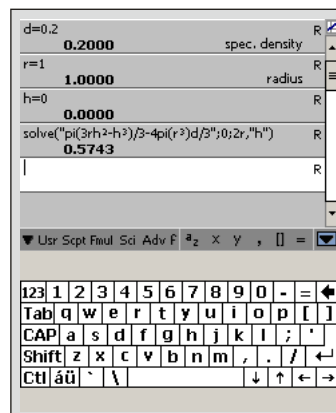 d=0.2 R
0.2000 spec. density
r=1 R
1.0000 radius
h=0 R
0.0000
solve("pi(3rh²-h³)/3-4pi(r³)d/3";0;2r,"h") R
0.5743
R
▼ Usr Scpt Fmul Sci Adv F a₂ × y , [] =
123 1 2 3 4 5 6 7 8 9 0 - = ←
Tab q w e r t y u i o p [ ]
CAP a s d f g h j k l ; '
Shift z x c v b n m , . / ↵
Ctl áü ` \ ↓ ↑ ← →